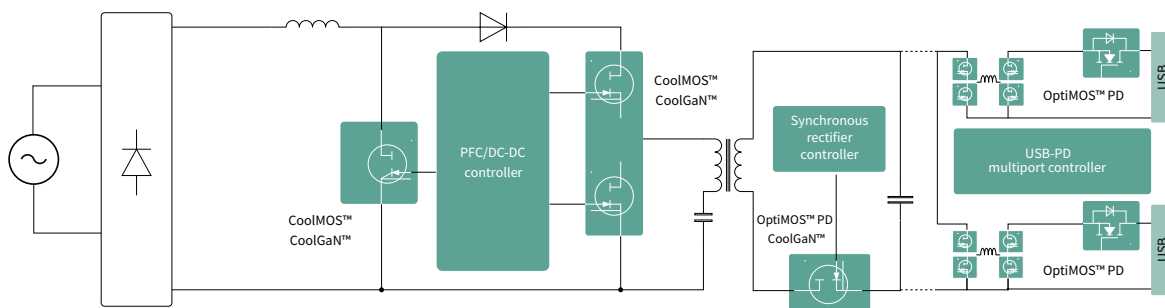 CoolMOS™
CoolGaN™
PFC/DC-DC
controller
CoolMOS™
CoolGaN™
Synchronous
rectifier
controller
OptiMOS™ PD
CoolGaN™
OptiMOS™ PD
USB
USB-PD
multiport controller
OptiMOS™ PD
USB